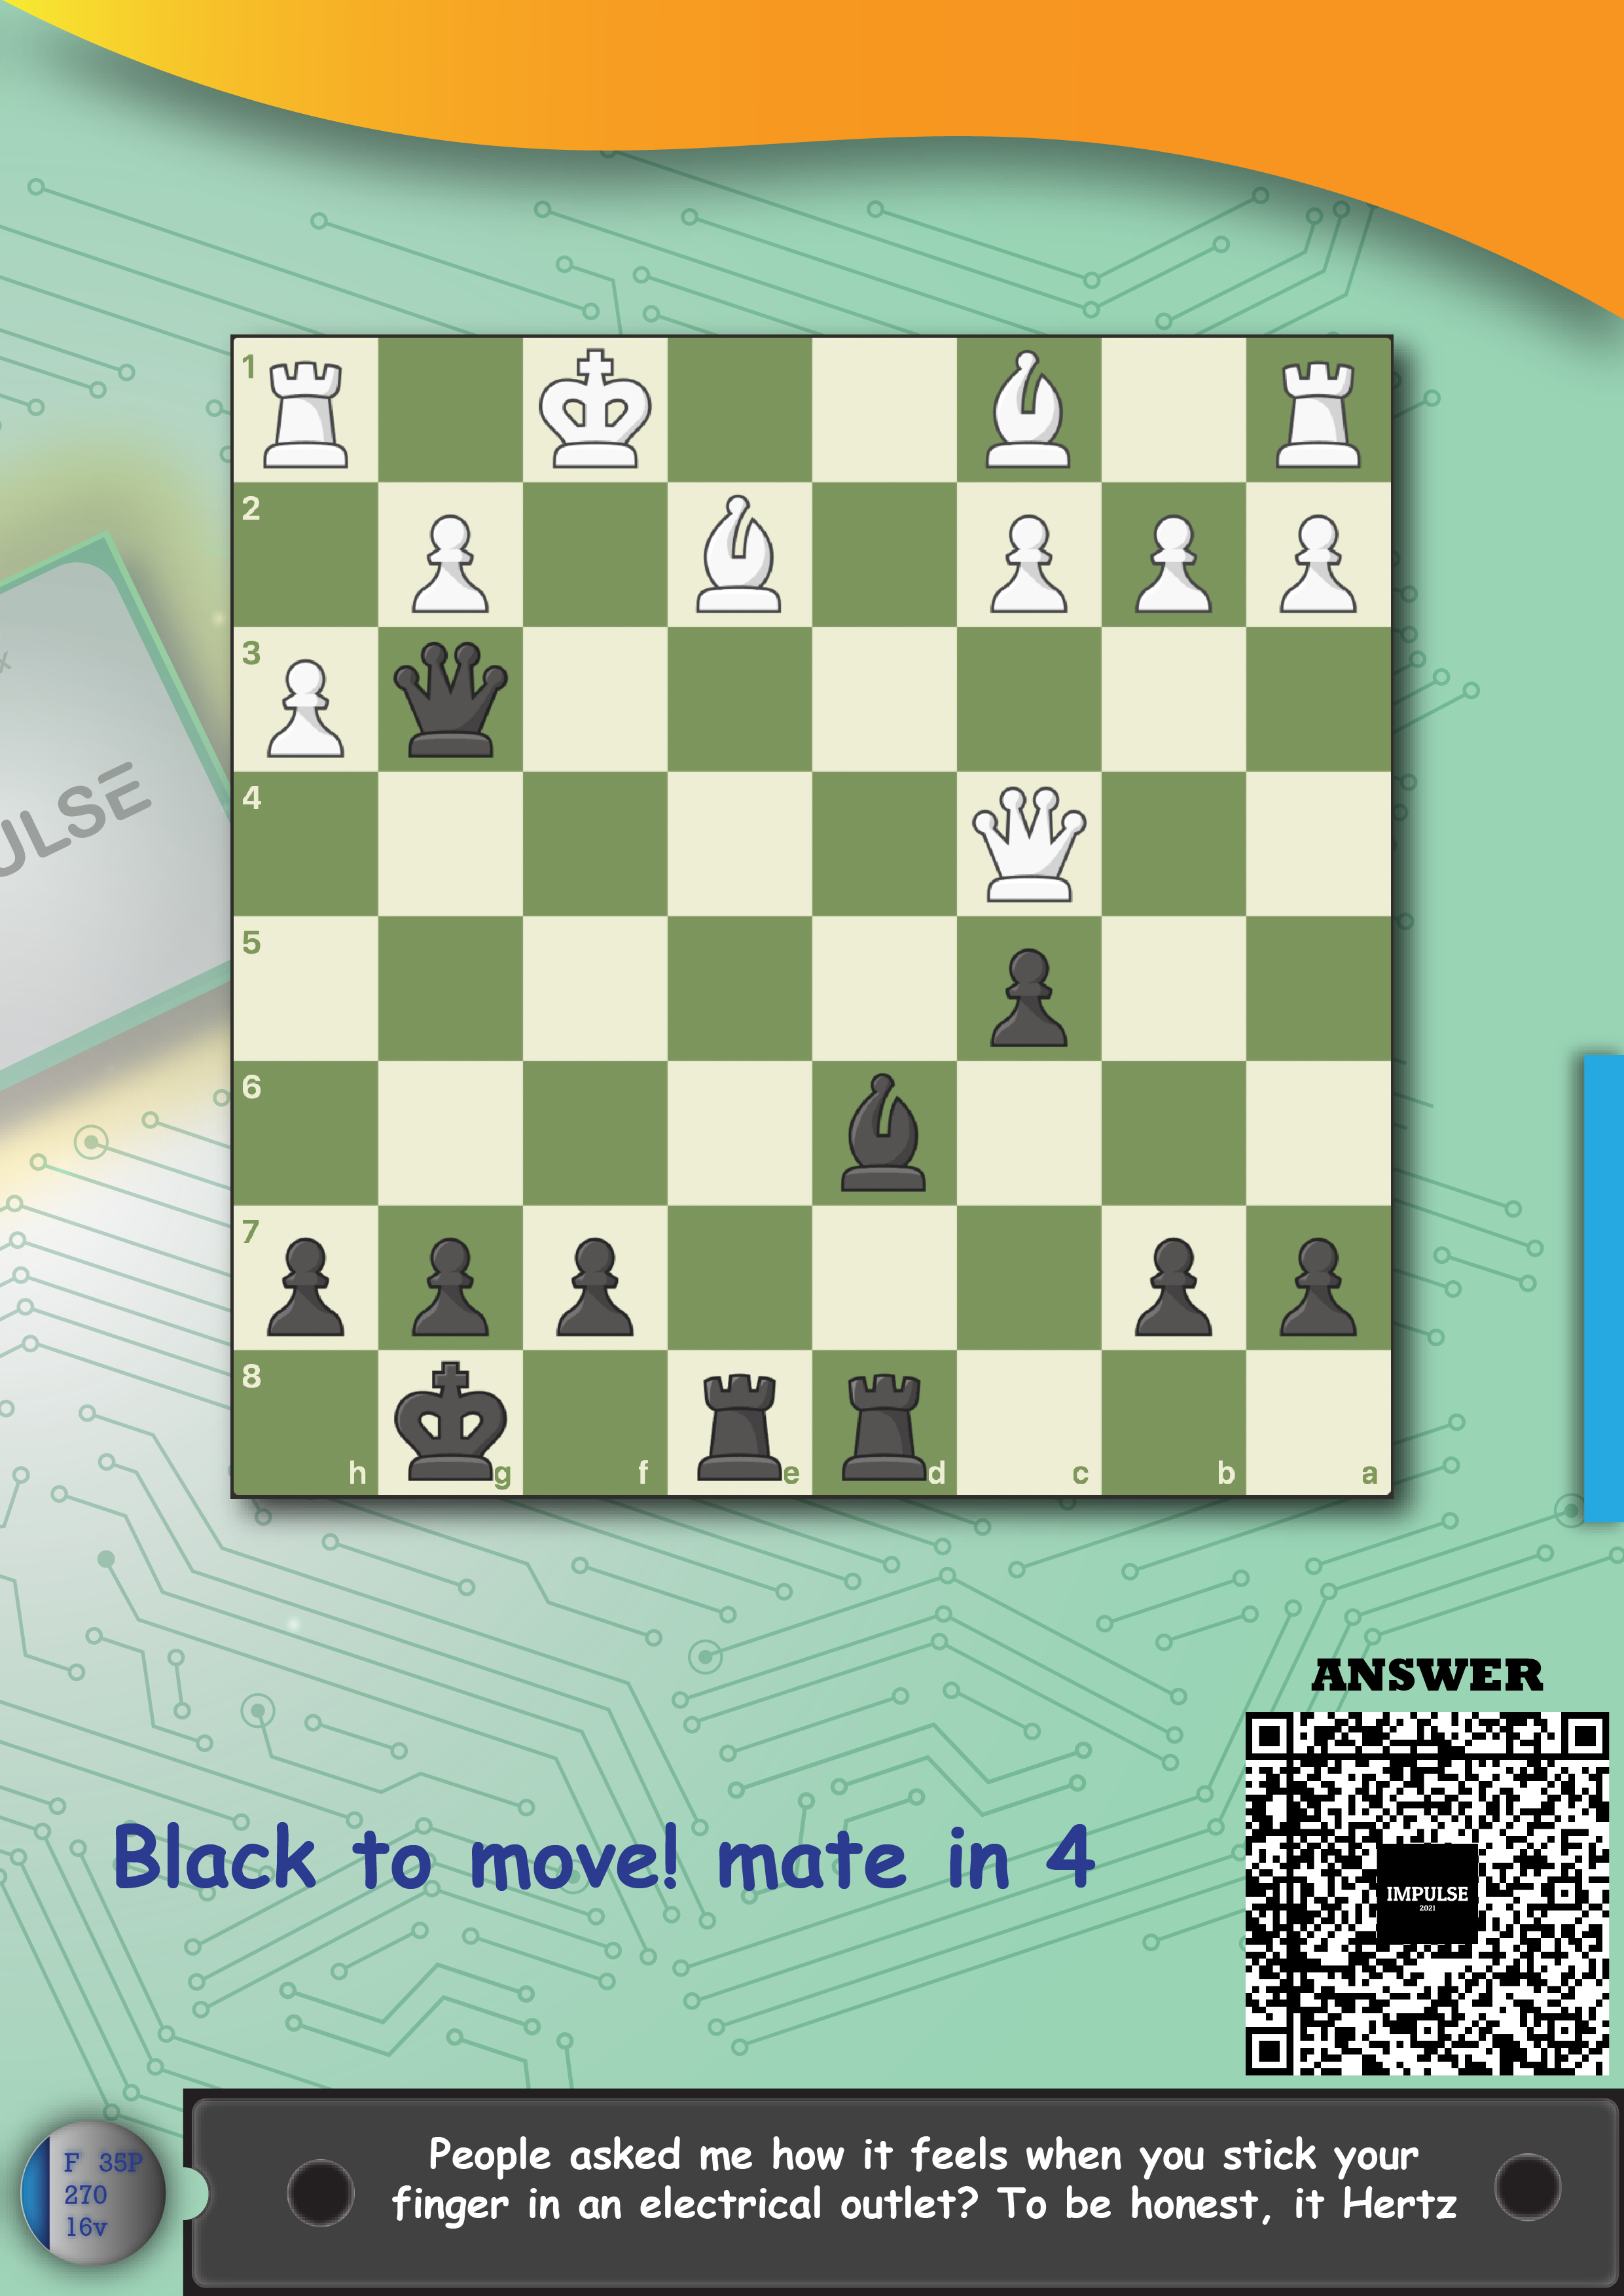 x
ULSE
1
2
3
4
5
6
7
8
h g f e d c b a
ANSWER
IMPULSE
2021
Black to move! mate in 4
F 35P
270
16v
People asked me how it feels when you stick your
finger in an electrical outlet? To be honest, it Hertz